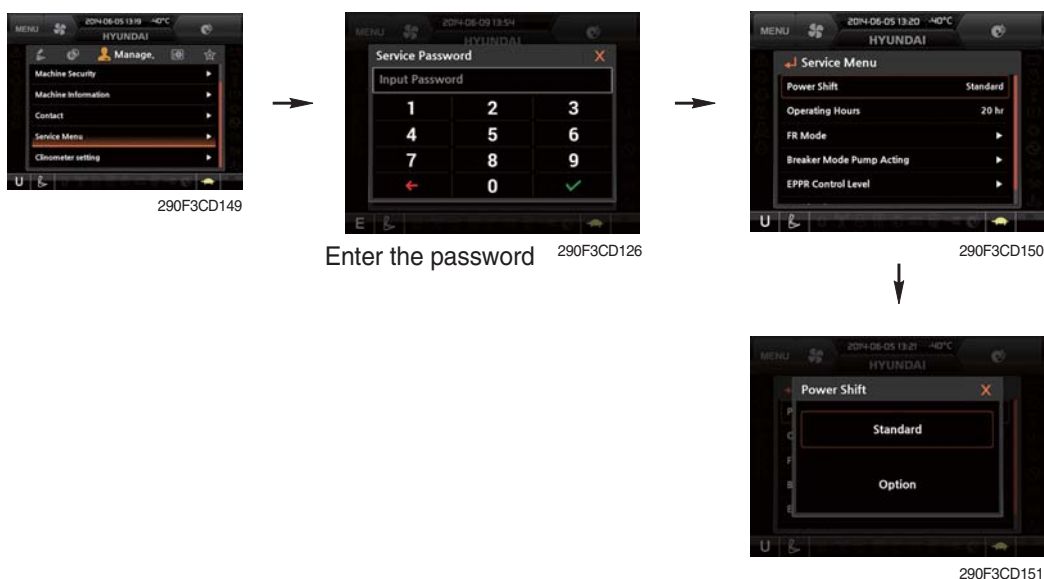 MENU 2014-06-05 13:19 -40°C
HYUNDAI
Manage.
Machine Security
Machine Information
Contact
Service Menu
Clinometer setting
U
290F3CD149
MENU 2014-06-09 13:54
HYUNDAI
Service Password X
Input Password
1 2 3
4 5 6
7 8 9
0
E
Enter the password
290F3CD126
MENU 2014-06-05 13:20 -40°C
HYUNDAI
Service Menu
Power Shift Standard
Operating Hours 20 hr
FR Mode
Breaker Mode Pump Acting
EPPR Control Level
U
290F3CD150
MENU 2014-06-05 13:21 -40°C
HYUNDAI
Power Shift X
Standard
Option
U
290F3CD151